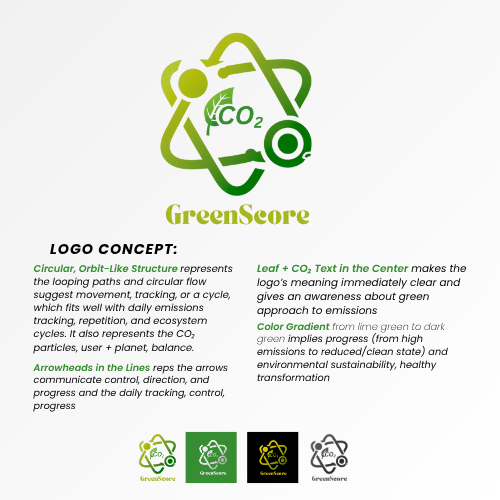 CO₂
GreenScore
LOGO CONCEPT:
Circular, Orbit-Like Structure represents
the looping paths and circular flow
suggest movement, tracking, or a cycle,
which fits well with daily emissions
tracking, repetition, and ecosystem
cycles. It also represents the CO₂
particles, user + planet, balance.
Arrowheads in the Lines reps the arrows
communicate control, direction, and
progress and the daily tracking, control,
progress
Leaf + CO₂ Text in the Center makes the
logo's meaning immediately clear and
gives an awareness about green
approach to emissions
Color Gradient from lime green to dark
green implies progress (from high
emissions to reduced/clean state) and
environmental sustainability, healthy
transformation
CO₂
GreenScore
CO₂
GreenScore
CO₂
GreenScore
CO₂
GreenScore